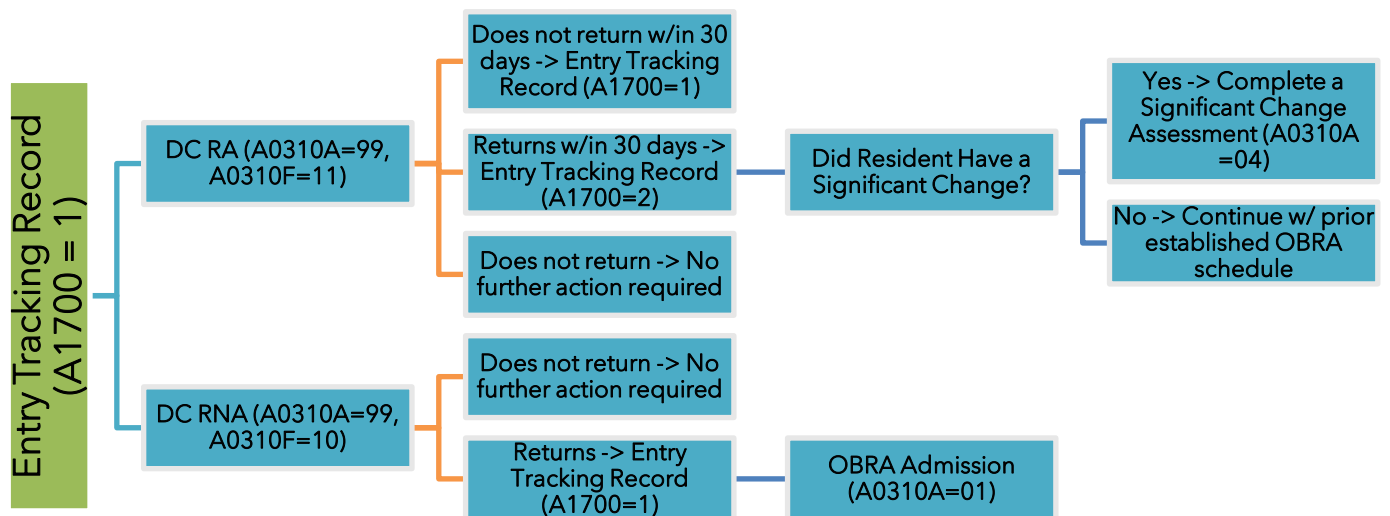 Entry Tracking Record
(A1700 = 1)
DC RA (A0310A=99,
A0310F=11)
Does not return w/in 30
days -> Entry Tracking
Record (A1700=1)
Returns w/in 30 days ->
Entry Tracking Record
(A1700=2)
Did Resident Have a
Significant Change?
Yes -> Complete a
Significant Change
Assessment (A0310A
=04)
No -> Continue w/ prior
established OBRA
schedule
Does not return -> No
further action required
DC RNA (A0310A=99,
A0310F=10)
Does not return -> No
further action required
Returns -> Entry
Tracking Record
(A1700=1)
OBRA Admission
(A0310A=01)